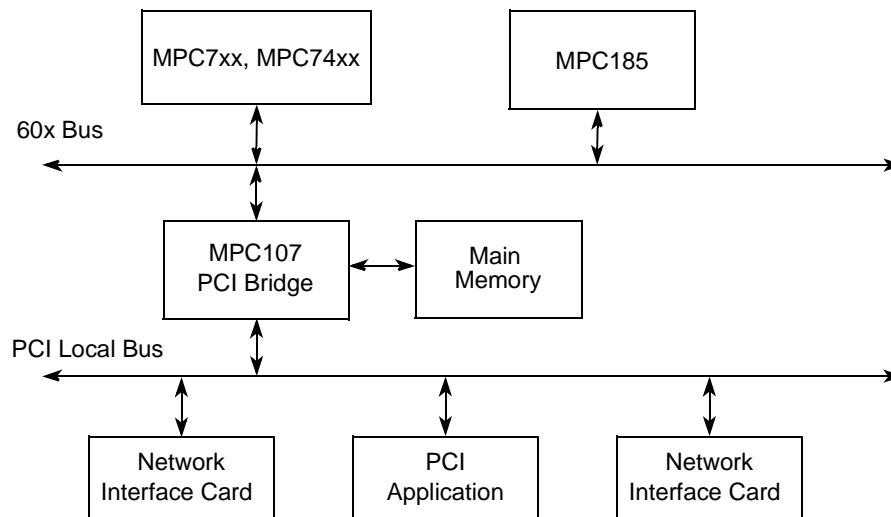 MPC7xx, MPC74xx
MPC185
60x Bus
MPC107
PCI Bridge
Main
Memory
PCI Local Bus
Network
Interface Card
PCI
Application
Network
Interface Card